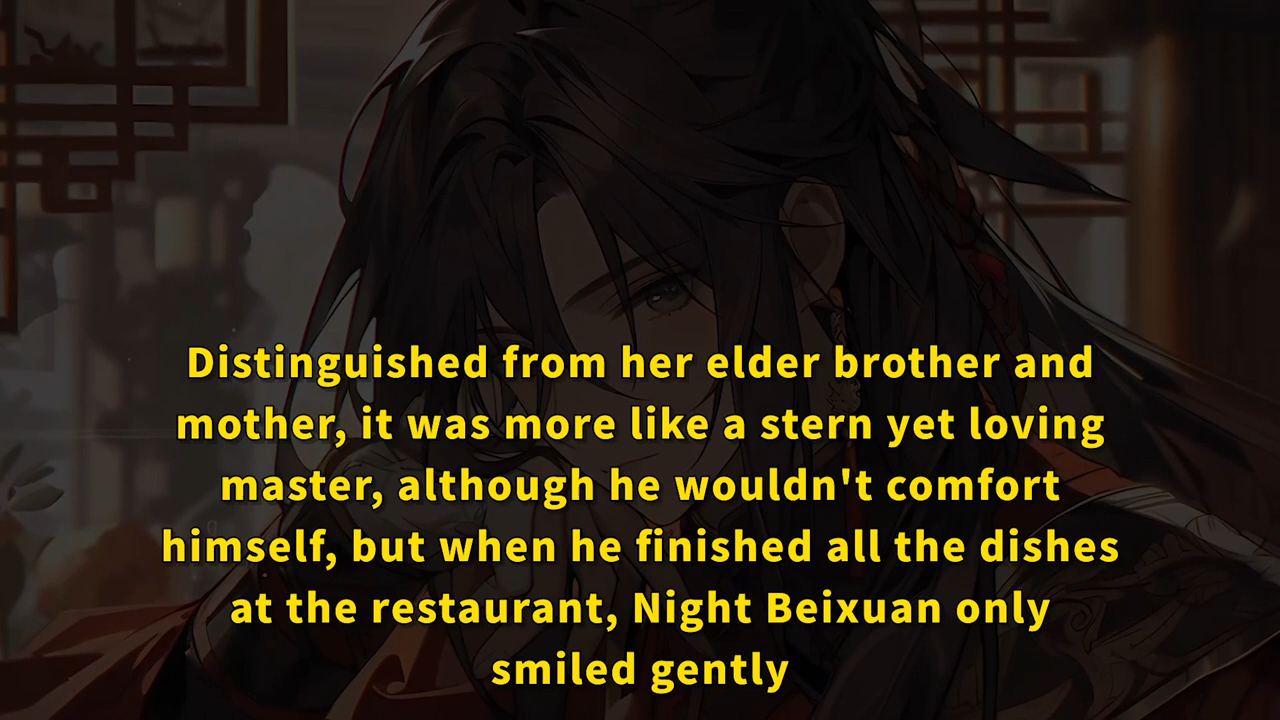 Distinguished from her elder brother and
mother, it was more like a stern yet loving
master, although he wouldn't comfort
himself, but when he finished all the dishes
at the restaurant, Night Beixuan only
smiled gently